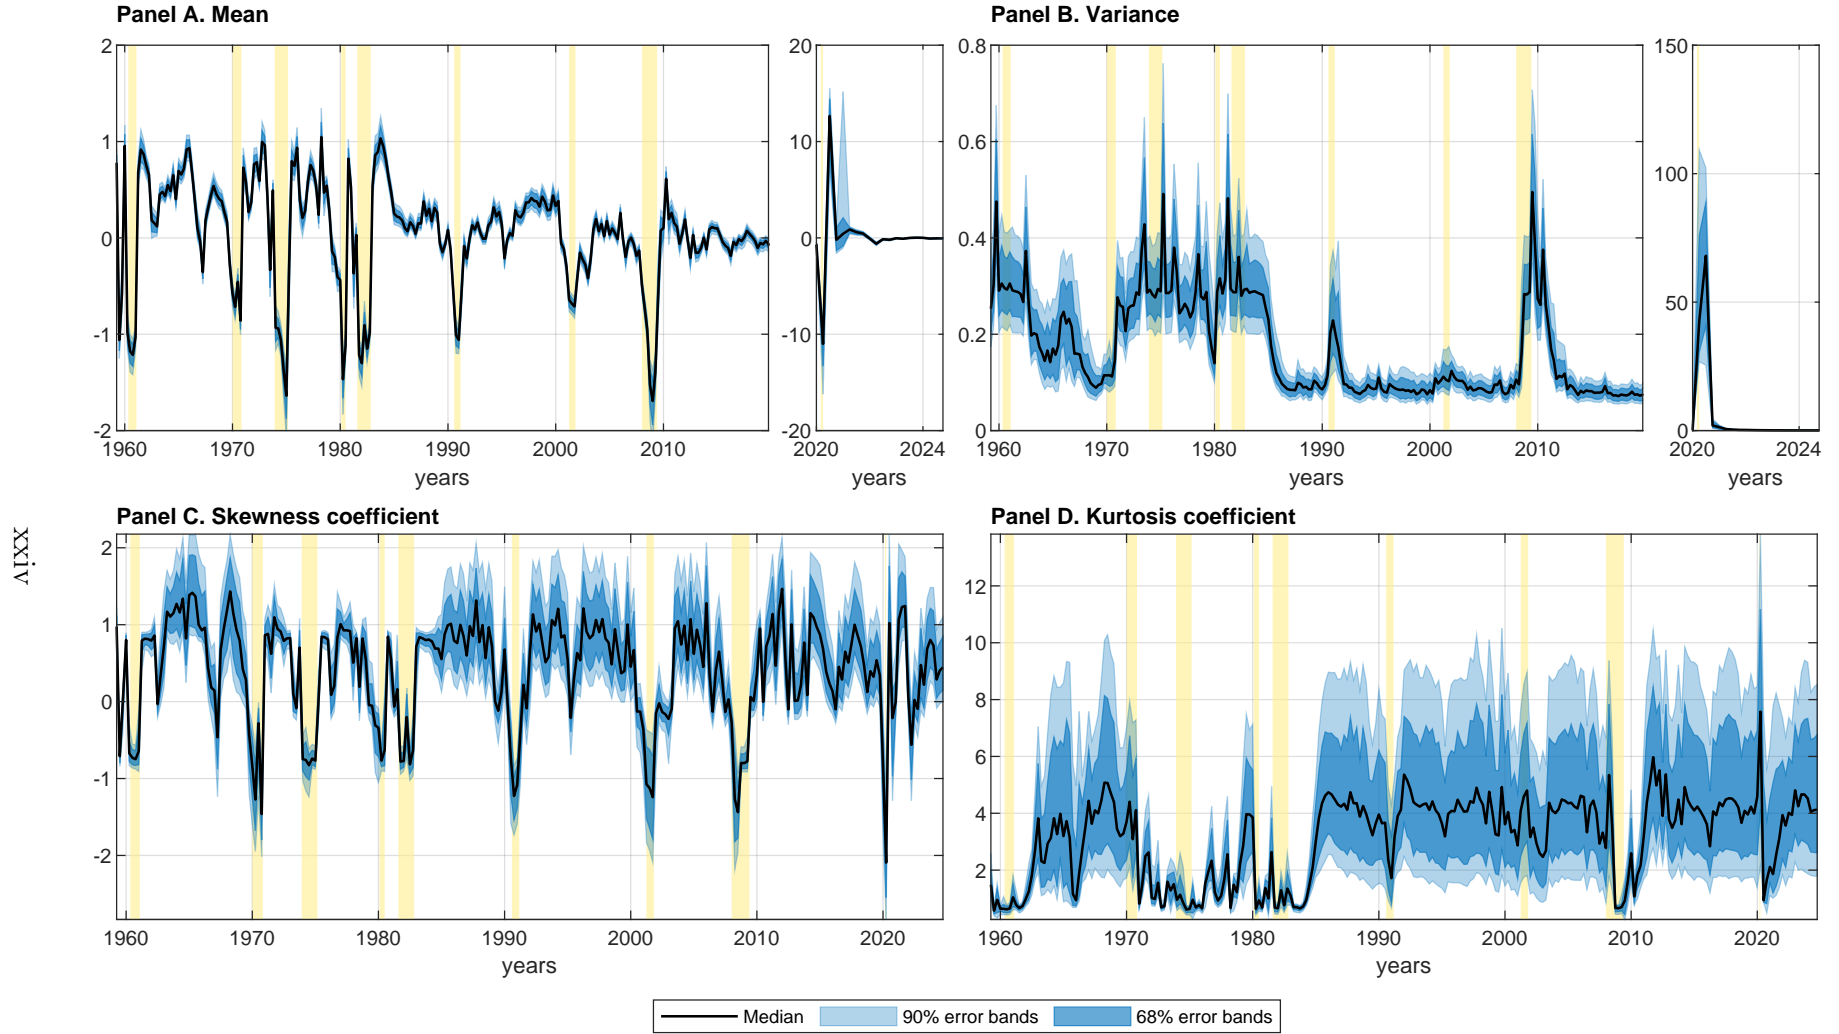 Panel A. Mean
Panel B. Variance
2
1
0
-1
-2
1960 1970 1980 1990 2000 2010
years
20
10
0
-10
-20
2020 2024
0.8
0.6
0.4
0.2
0
1960 1970 1980 1990 2000 2010
years
150
100
50
0
2020 2024
years
Panel C. Skewness coefficient
Panel D. Kurtosis coefficient
2
1
0
-1
-2
1960 1970 1980 1990 2000 2010 2020
years
12
10
8
6
4
2
1960 1970 1980 1990 2000 2010 2020
years
Median 90% error bands 68% error bands
xxiv